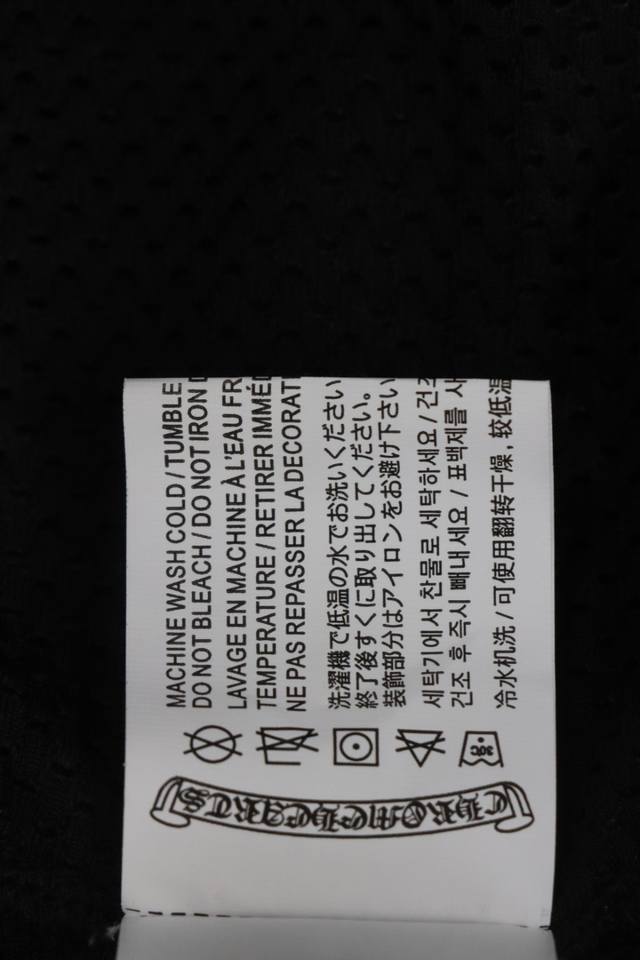 CHROME HEARTS
MACHINE WASH COLD / TUMBLE
DO NOT BLEACH / DO NOT IRON
LAVAGE EN MACHINE À L'EAU FR
TEMPERATURE / RETIRER IMMÉD
NE PAS REPASSER LA DECORATI
洗濯機で低温の水でお洗いください
終了後すくに取り出してください。
装飾部分はアイロンをお避け下さい
세탁기에서 찬물로 세탁하세요 / 건조
건조 후 즉시 빼내 세요 / 표백제를 사
冷水机洗 / 可使用翻转干燥，较低温